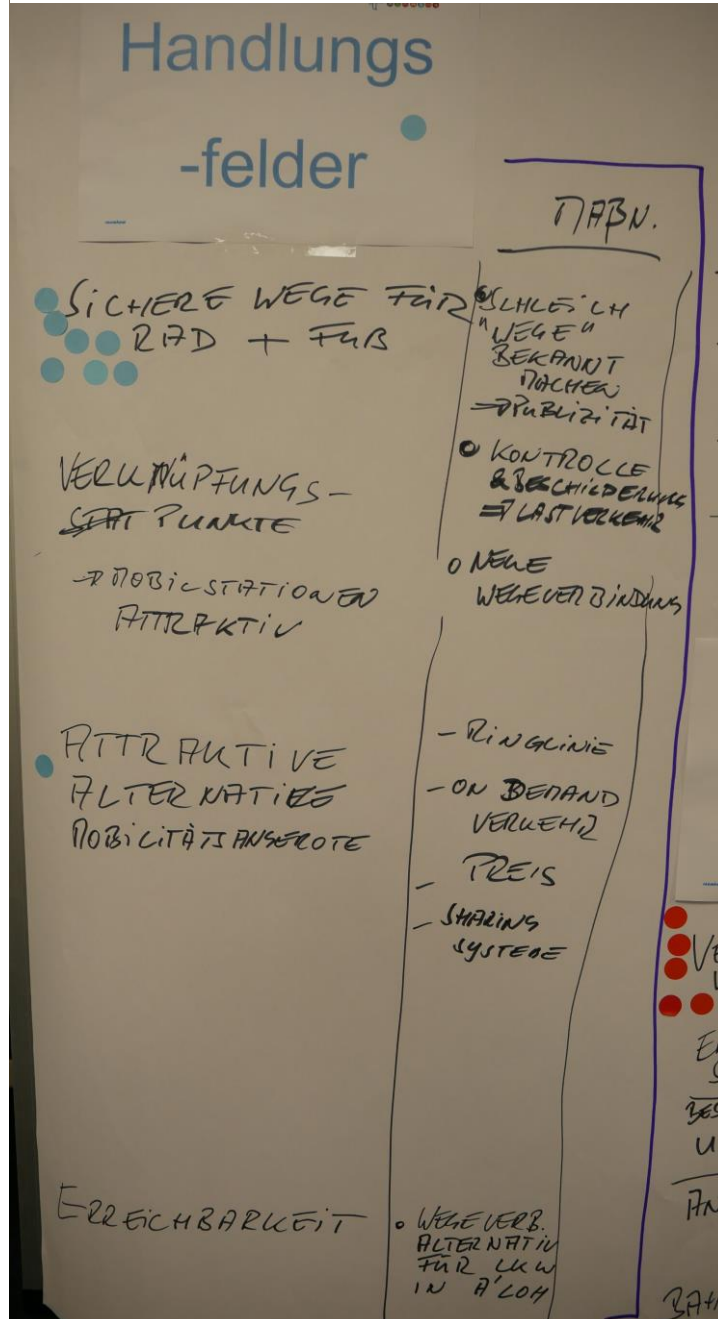 Handlungs
-felder
MAßN.
SICHERE WEGE FÜR
RAD + FUß
VERKNÜPFUNGS-
PUNKTE
→ MOBILSTATIONEN
ATTRAKTIV
ATTRAKTIVE
ALTERNATIVE
MOBILITÄTSANGEBOTE
ERREICHBARKEIT
SCHLEICH
"WEGE"
BEKANNT
MACHEN
⇒ PUBLIZITÄT
KONTROLLE
& BESCHILDERUNG
⇒ LASTVERKEHR
NEUE
WEGEVERBINDUNG
- RINGLINIE
- ON DEMAND
VERKEHR
- PREIS
- SHARING
SYSTEME
• WEGEVERB.
ALTERNATIV
FÜR LKW
IN A'LOH